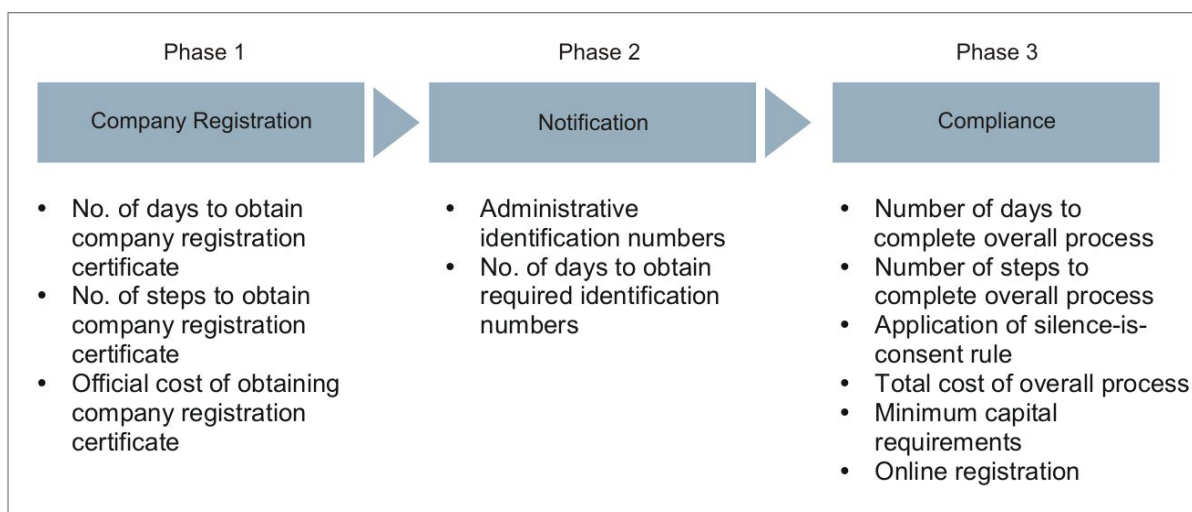 Phase 1
Company Registration
• No. of days to obtain
company registration
certificate
• No. of steps to obtain
company registration
certificate
• Official cost of obtaining
company registration
certificate
Phase 2
Notification
• Administrative
identification numbers
• No. of days to obtain
required identification
numbers
Phase 3
Compliance
• Number of days to
complete overall process
• Number of steps to
complete overall process
• Application of silence-is-
consent rule
• Total cost of overall process
• Minimum capital
requirements
• Online registration